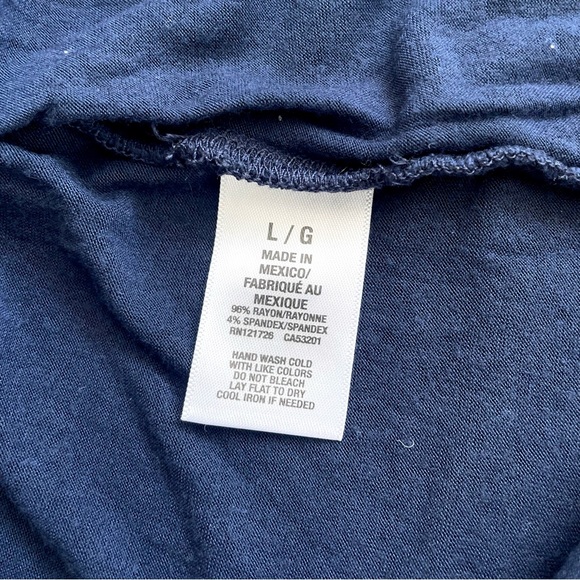 L / G
MADE IN
MEXICO/
FABRIQUÉ AU
MEXIQUE
96% RAYON/RAYONNE
4% SPANDEX/SPANDEX
RN121726 CA53201
HAND WASH COLD
WITH LIKE COLORS
DO NOT BLEACH
LAY FLAT TO DRY
COOL IRON IF NEEDED